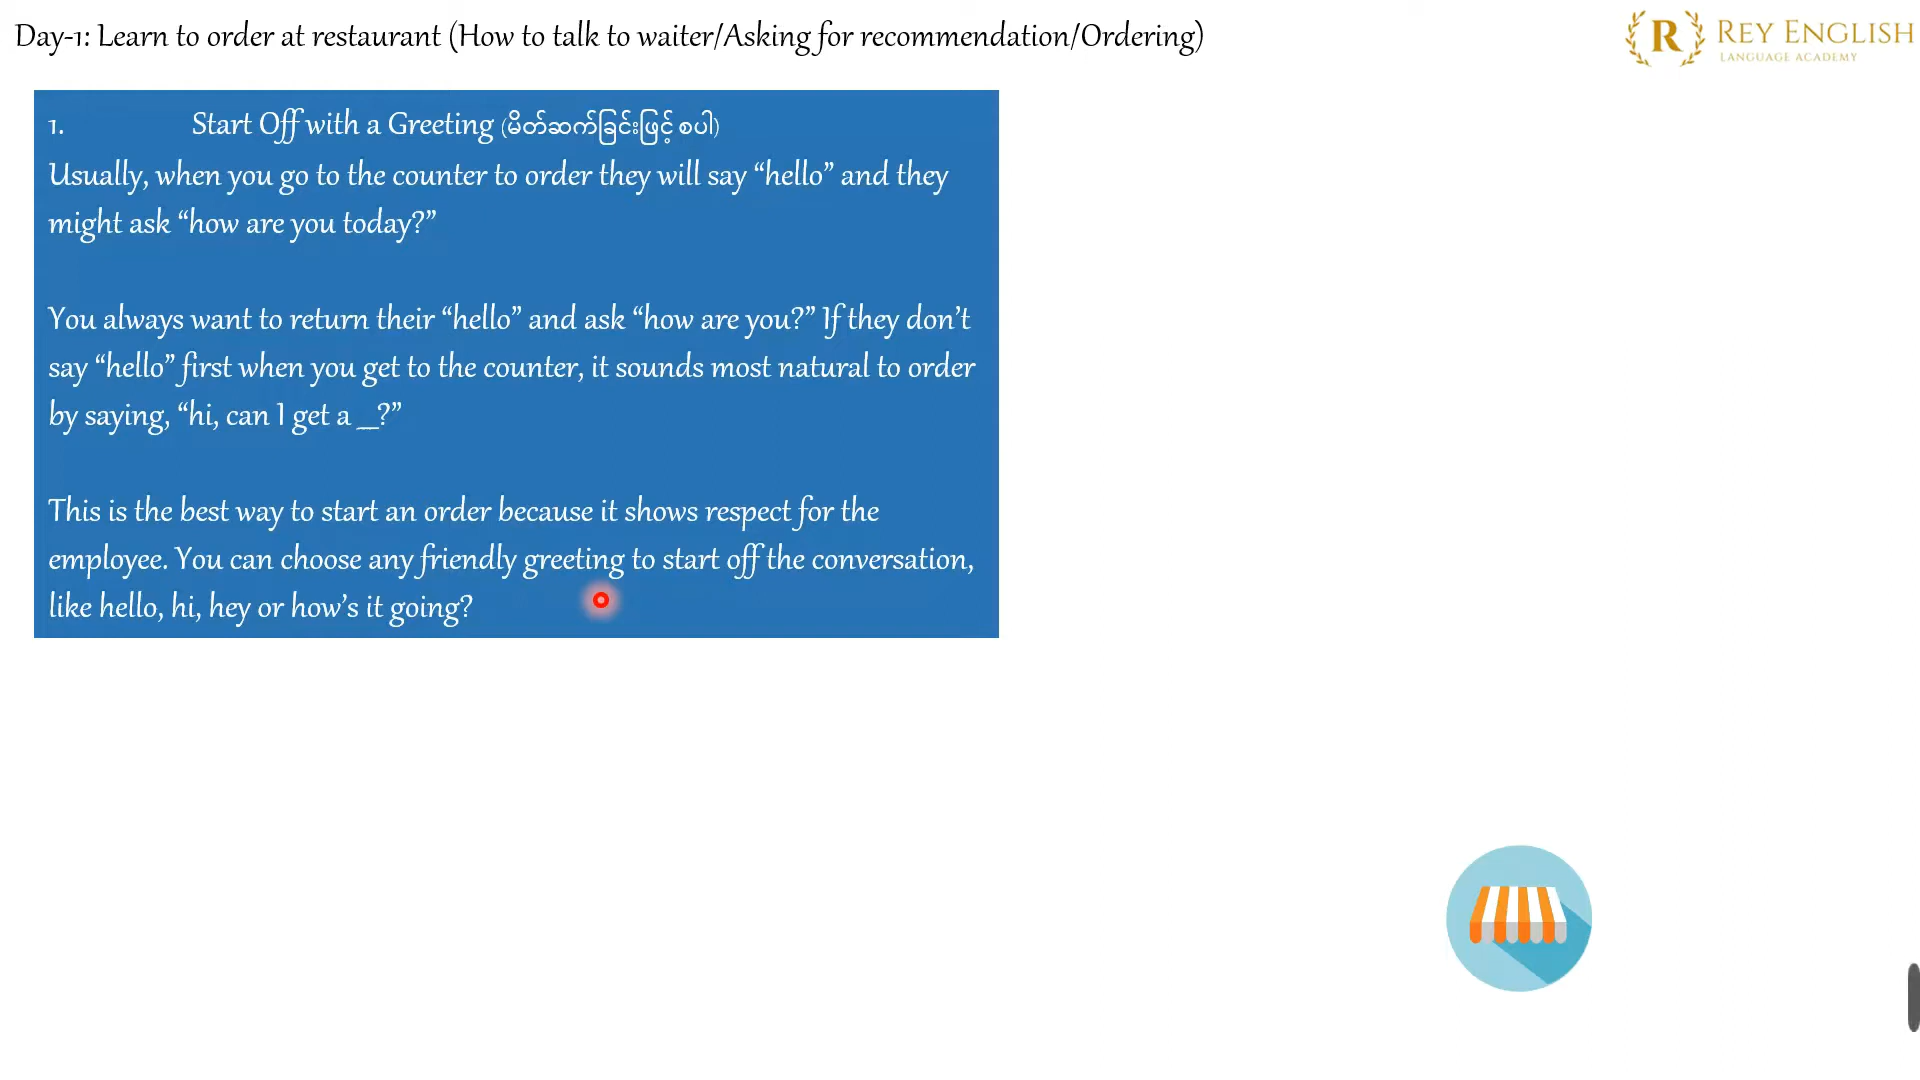 Day-1: Learn to order at restaurant (How to talk to waiter/Asking for recommendation/Ordering)
R REY ENGLISH
LANGUAGE ACADEMY
1. Start Off with a Greeting (မိတ်ဆက်ခြင်းဖြင့် စပါ)
Usually, when you go to the counter to order they will say “hello” and they
might ask “how are you today?”
You always want to return their “hello” and ask “how are you?” If they don’t
say “hello” first when you get to the counter, it sounds most natural to order
by saying, “hi, can I get a __?”
This is the best way to start an order because it shows respect for the
employee. You can choose any friendly greeting to start off the conversation,
like hello, hi, hey or how’s it going?